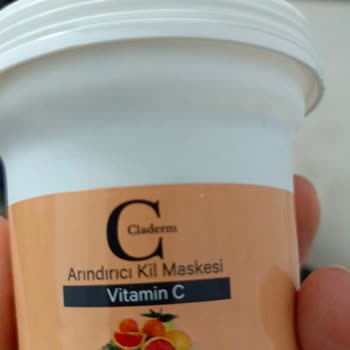 C
Claderm
Arındırıcı Kil Maskesi
Vitamin C